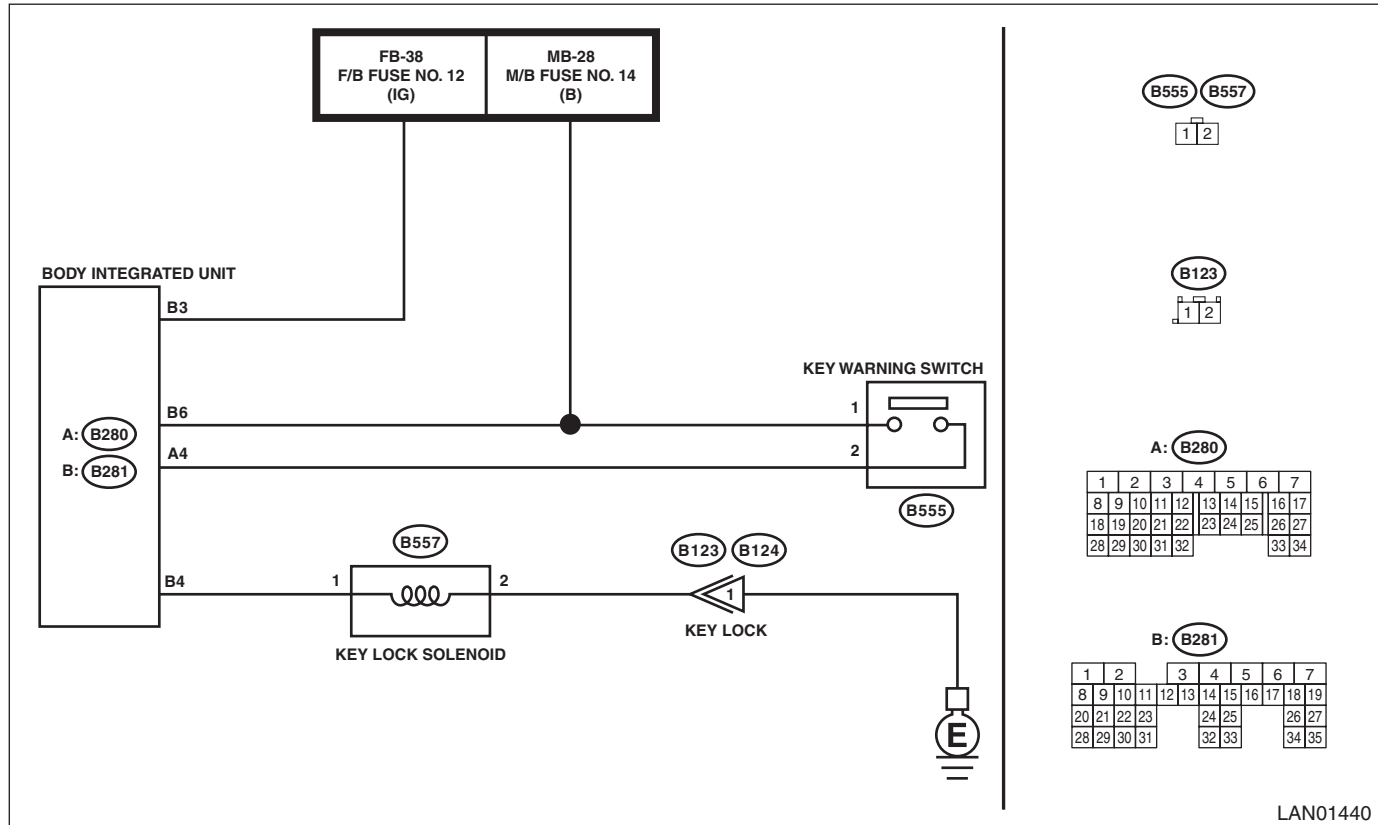 FB-38
F/B FUSE NO. 12
(IG)
MB-28
M/B FUSE NO. 14
(B)
BODY INTEGRATED UNIT
B3
B6
A: B280
A4
B: B281
B4
KEY WARNING SWITCH
1
2
B555
B557
1
2
KEY LOCK SOLENOID
B123 B124
1
KEY LOCK
E
B555 B557
1 2
B123
1 2
A: B280
1 2 3 4 5 6 7
8 9 10 11 12 13 14 15 16 17
18 19 20 21 22 23 24 25 26 27
28 29 30 31 32 33 34
B: B281
1 2 3 4 5 6 7
8 9 10 11 12 13 14 15 16 17 18 19
20 21 22 23 24 25 26 27
28 29 30 31 32 33 34 35
LAN01440